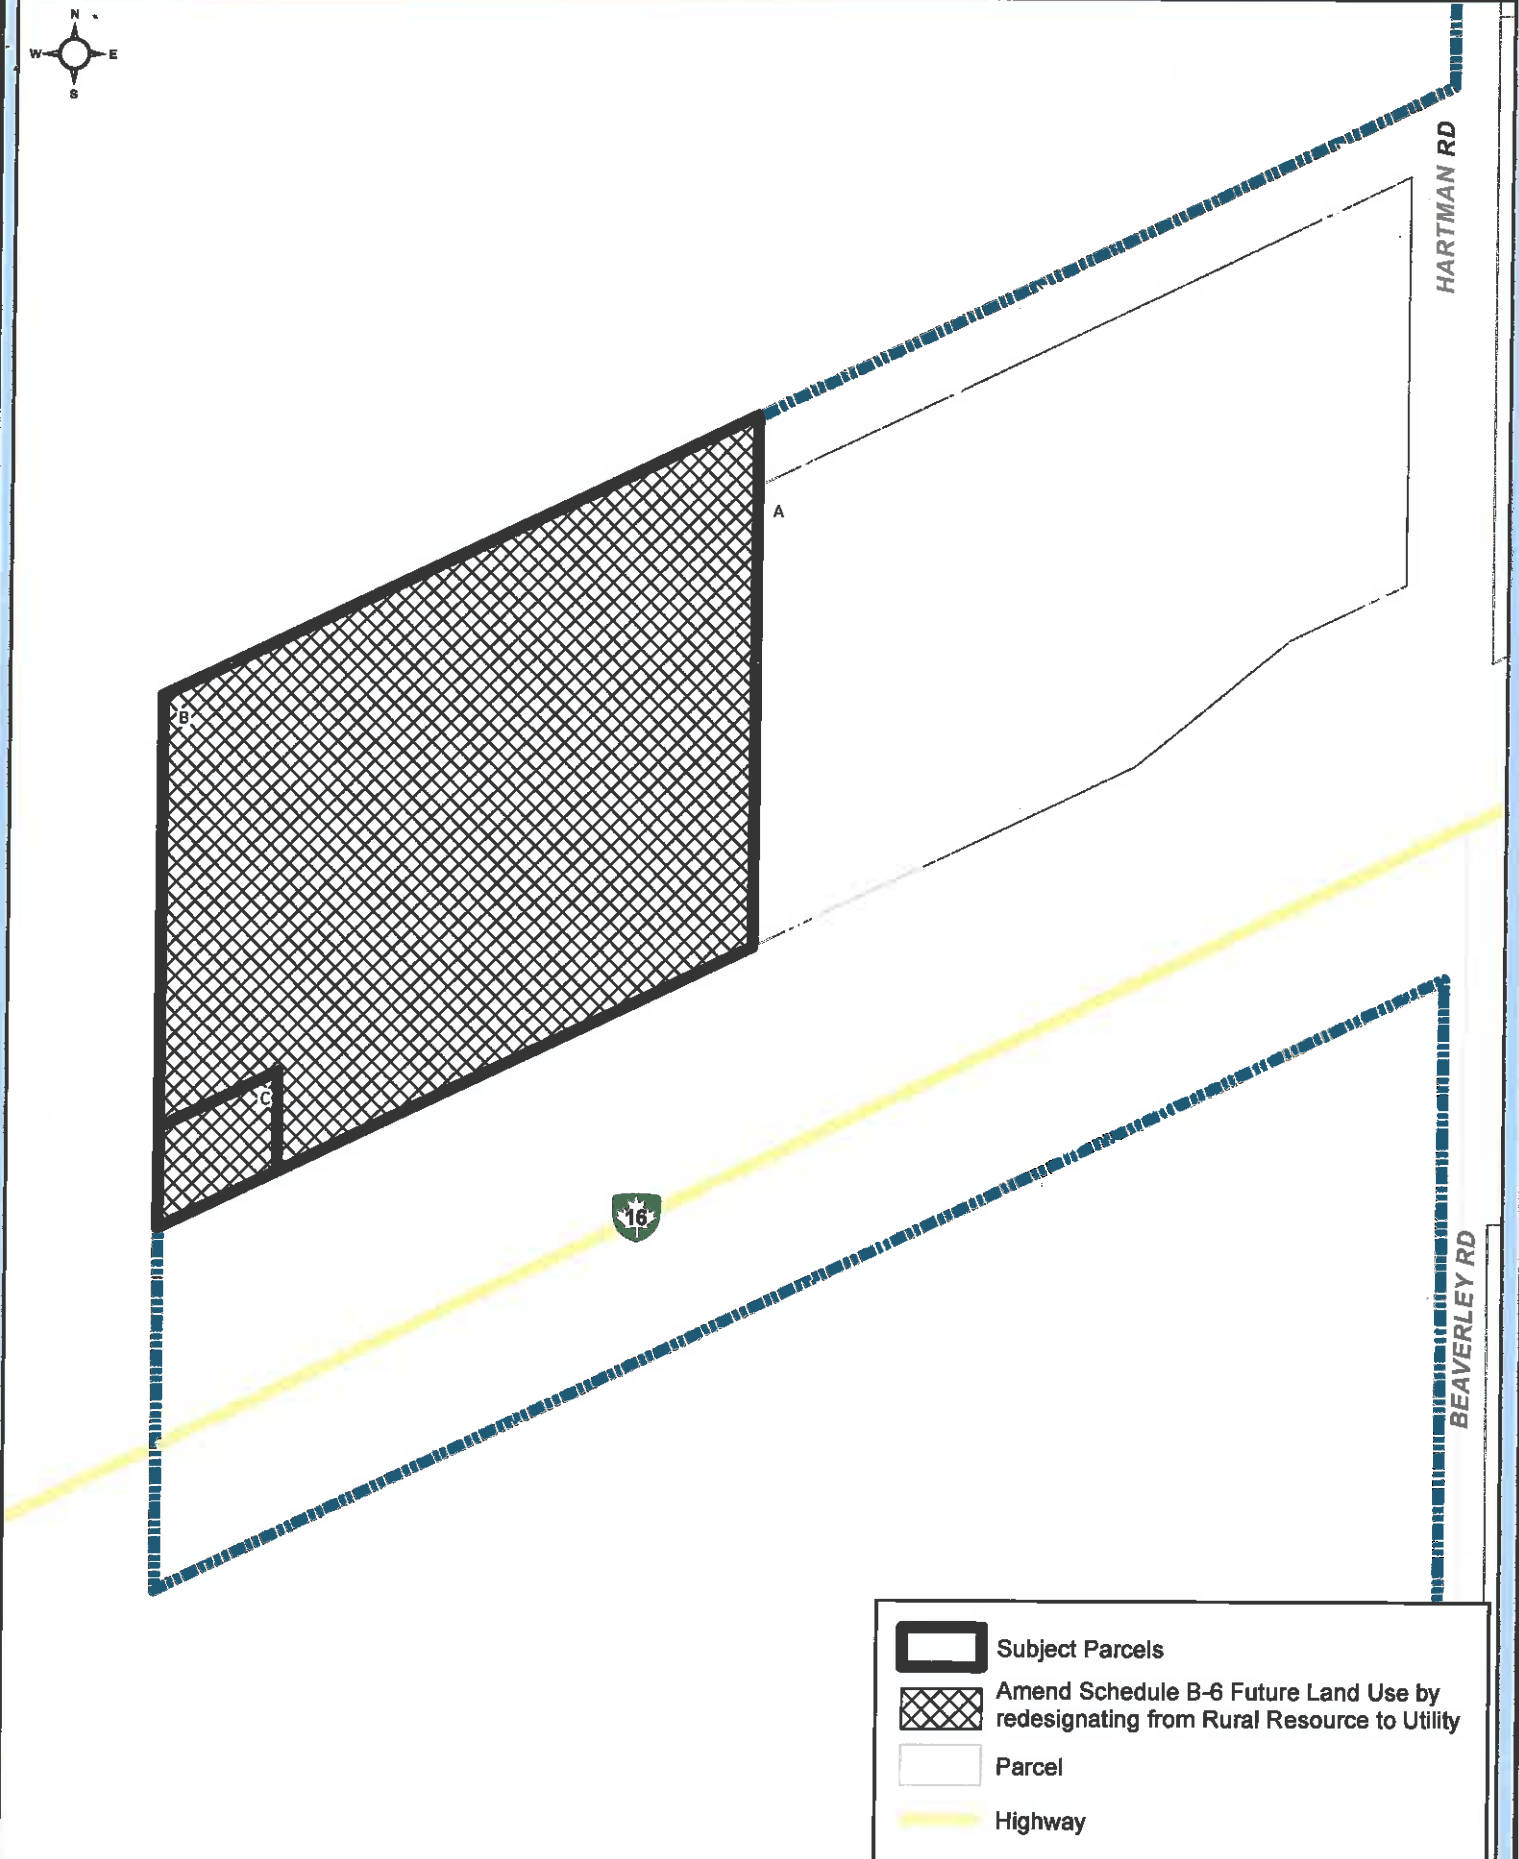 N
W E
S
HARTMAN RD
A
B
C
16
BEAVERLEY RD
Subject Parcels
Amend Schedule B-6 Future Land Use by
redesignating from Rural Resource to Utility
Parcel
Highway